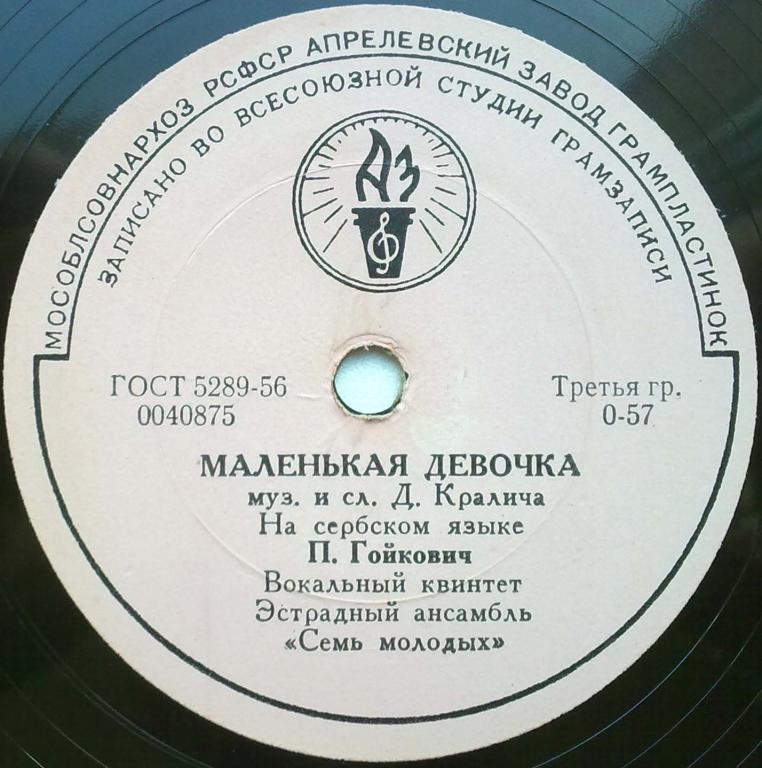 МОСОБЛСОВНАРХОЗ РСФСР АПРЕЛЕВСКИЙ ЗАВОД ГРАМПЛАСТИНОК
ЗАПИСАНО ВО ВСЕСОЮЗНОЙ СТУДИИ ГРАМЗАПИСИ
АЗ
ГОСТ 5289-56
0040875
Третья гр.
0-57
МАЛЕНЬКАЯ ДЕВОЧКА
муз. и сл. Д. Кралича
На сербском языке
П. Гойкович
Вокальный квинтет
Эстрадный ансамбль
«Семь молодых»